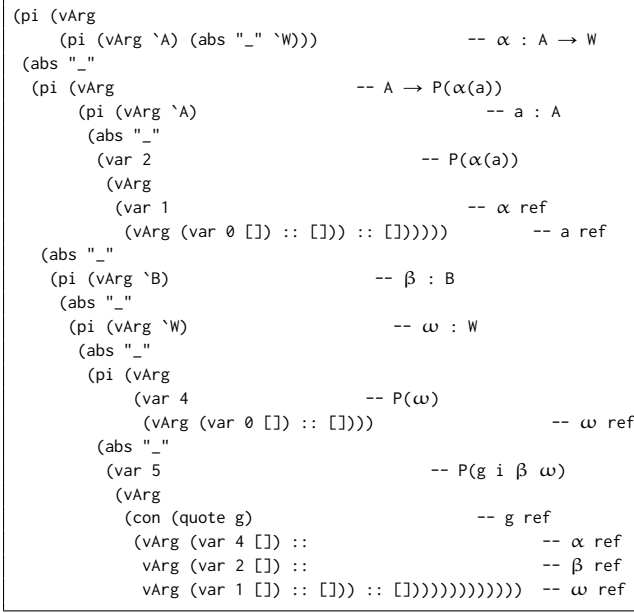 (pi (vArg
(pi (vArg `A) (abs "_" `W))) -- α : A → W
(abs "_"
(pi (vArg -- A → P(α(a))
(pi (vArg `A) -- a : A
(abs "_"
(var 2 -- P(α(a))
(vArg
(var 1 -- α ref
(vArg (var 0 []) :: [])) :: []))))) -- a ref
(abs "_"
(pi (vArg `B) -- β : B
(abs "_"
(pi (vArg `W) -- ω : W
(abs "_"
(pi (vArg
(var 4 -- P(ω)
(vArg (var 0 []) :: []))) -- ω ref
(abs "_"
(var 5 -- P(g i β ω)
(vArg
(con (quote g) -- g ref
(vArg (var 4 []) :: -- α ref
vArg (var 2 []) :: -- β ref
vArg (var 1 []) :: [])) :: [])))))))))))) -- ω ref